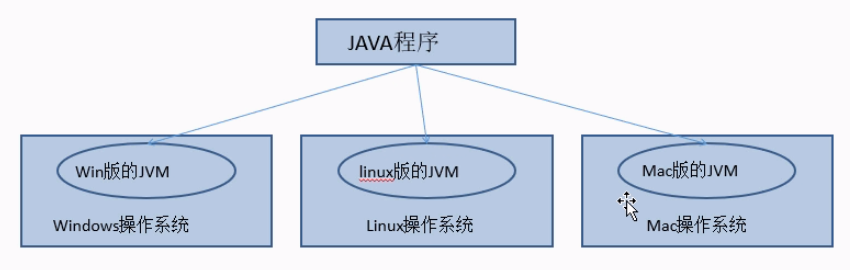 JAVA程序
Win版的JVM
linux版的JVM
Mac版的JVM
Windows操作系统
Linux操作系统
Mac操作系统